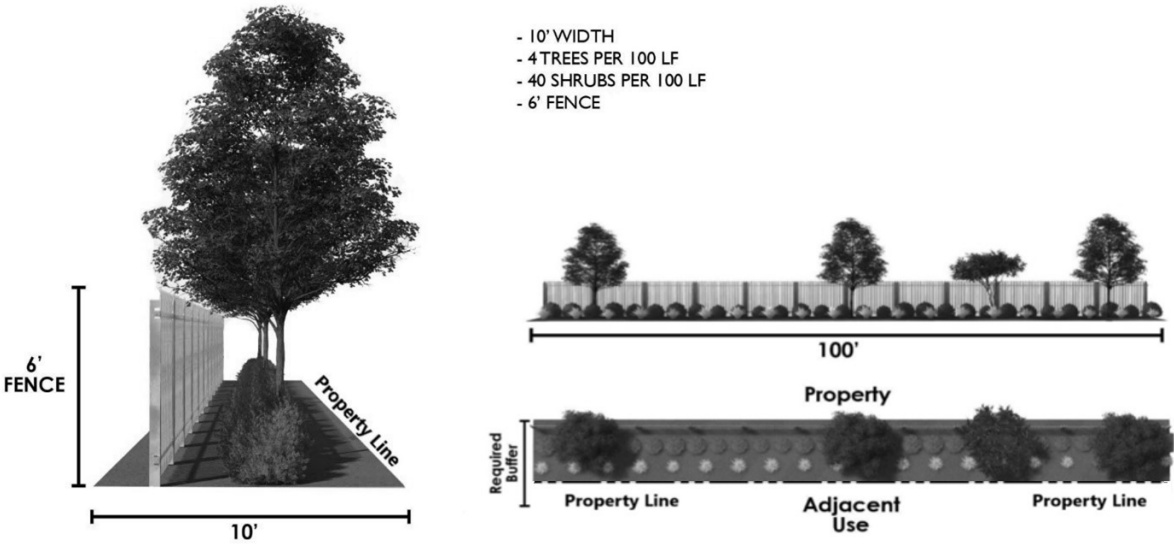 - 10' WIDTH
- 4 TREES PER 100 LF
- 40 SHRUBS PER 100 LF
- 6' FENCE
6'
FENCE
Property Line
10'
100'
Property
Required
Buffer
Property Line
Adjacent
Use
Property Line